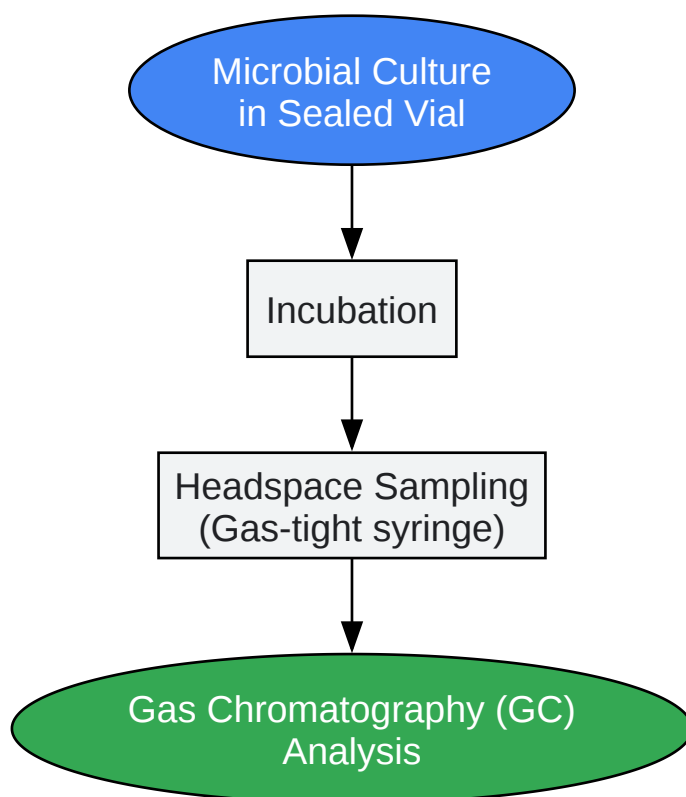 Microbial Culture
in Sealed Vial
Incubation
Headspace Sampling
(Gas-tight syringe)
Gas Chromatography (GC)
Analysis